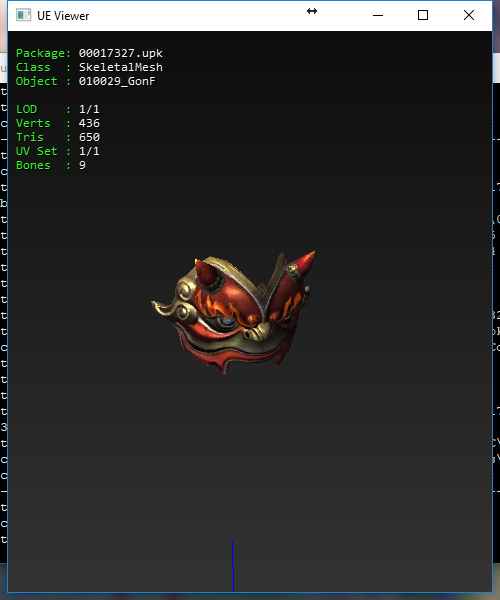 UE Viewer
Package: 00017327.upk
Class : SkeletalMesh
Object : 010029_GonF
LOD : 1/1
Verts : 436
Tris : 650
UV Set : 1/1
Bones : 9